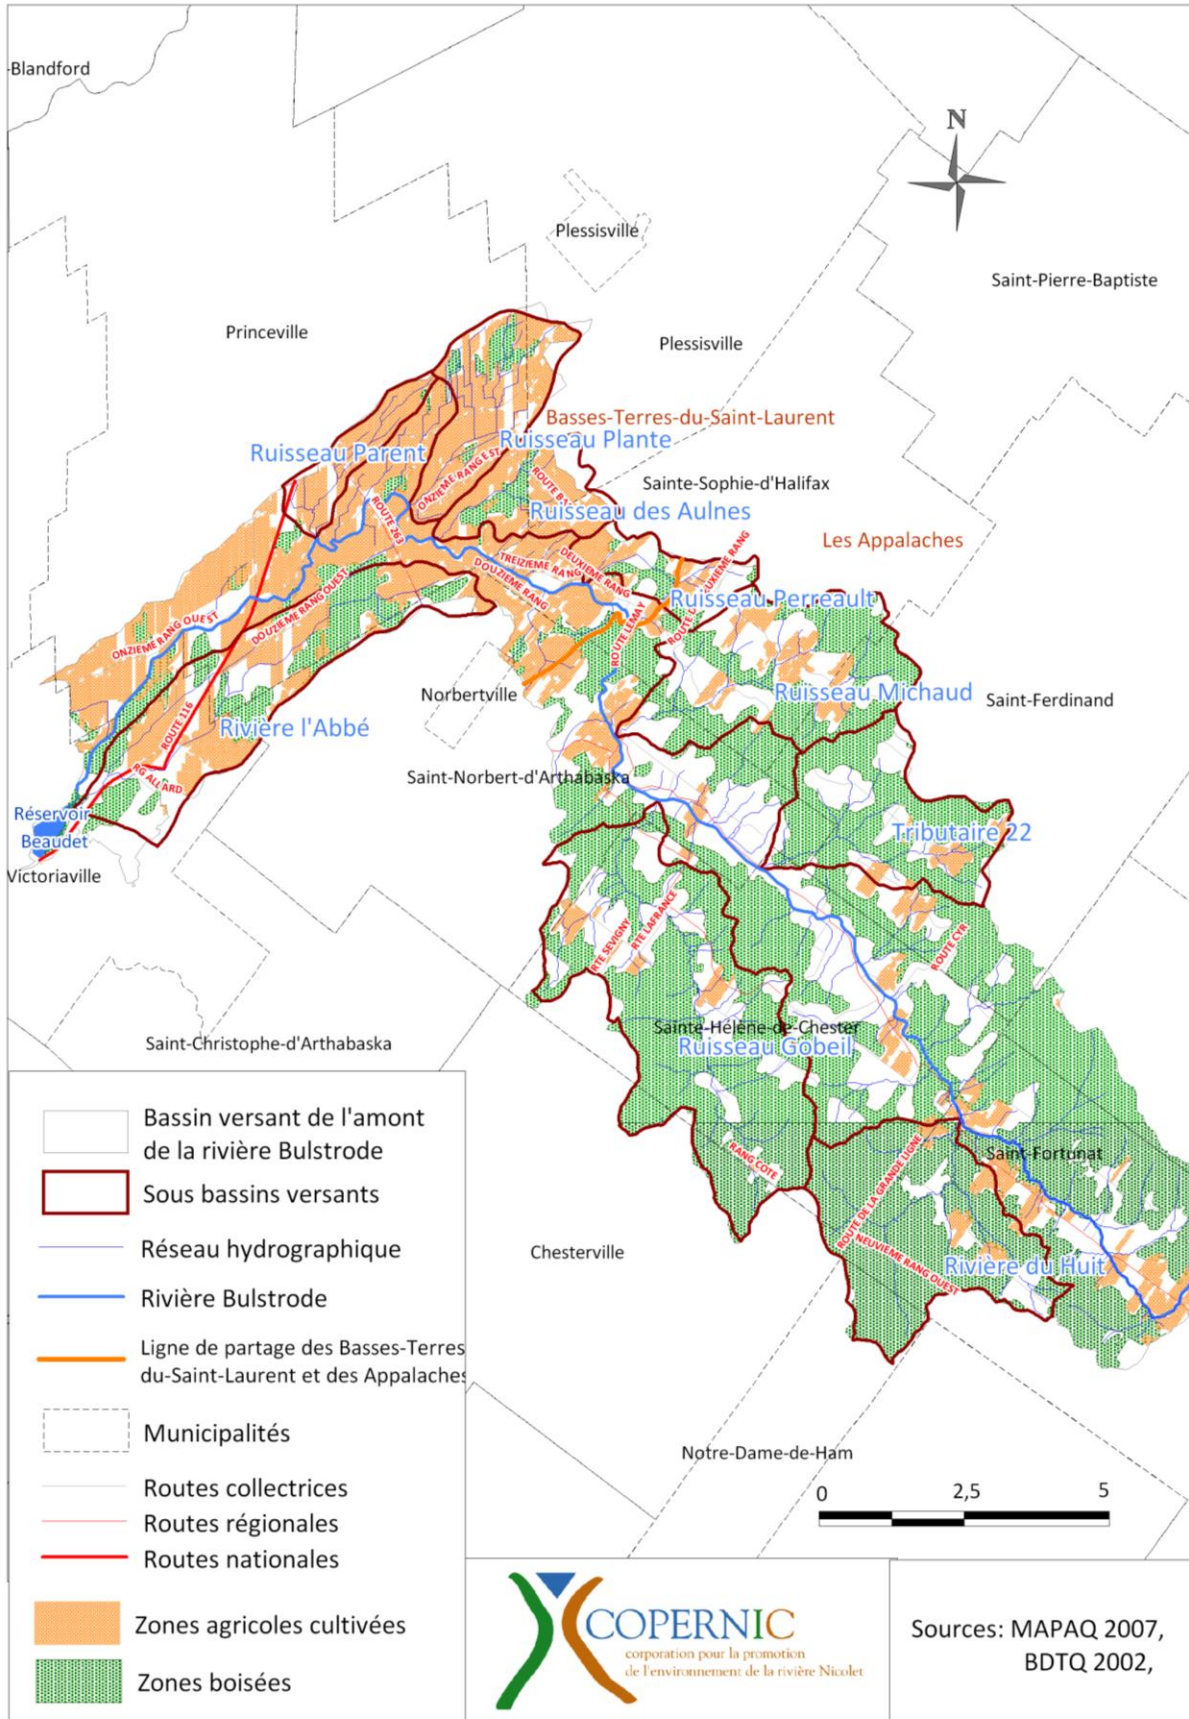 -Blandford
N
Plessisville
Saint-Pierre-Baptiste
Princeville
Plessisville
Basses-Terres-du-Saint-Laurent
Ruisseau Plante
Ruisseau Parent
ONZIEME RANG EST
Sainte-Sophie-d'Halifax
ROUTE 263
Ruisseau des Aulnes
Les Appalaches
DEUXIEME RANG
TREIZIEME RANG
DOUZIEME RANG
Ruisseau Perreault
ROUTE LEMAY
DOUZIEME RANG OUEST
ONZIEME RANG OUEST
Norbertville
Ruisseau Michaud
Saint-Ferdinand
Rivière l'Abbé
ROUTE 116
RG ALLARD
Saint-Norbert-d'Arthabaska
Réservoir
Beaudet
Tributaire 22
Victoriaville
RTE SEVIGNY
RTE LAFRANCE
ROUTE CYR
Sainte-Hélène-de-Chester
Ruisseau Gobeil
Saint-Christophe-d'Arthabaska
RANG COTE
ROUTE DE LA GRANDE LIGNE
Saint-Fortunat
Chesterville
NEUVIEME RANG OUEST
Rivière du Huit
Notre-Dame-de-Ham
Bassin versant de l'amont
de la rivière Bulstrode
Sous bassins versants
Réseau hydrographique
Rivière Bulstrode
Ligne de partage des Basses-Terres
du-Saint-Laurent et des Appalaches
Municipalités
Routes collectrices
Routes régionales
Routes nationales
Zones agricoles cultivées
Zones boisées
0 2,5 5
COPERNIC
corporation pour la promotion
de l'environnement de la rivière Nicolet
Sources: MAPAQ 2007,
BDTQ 2002,